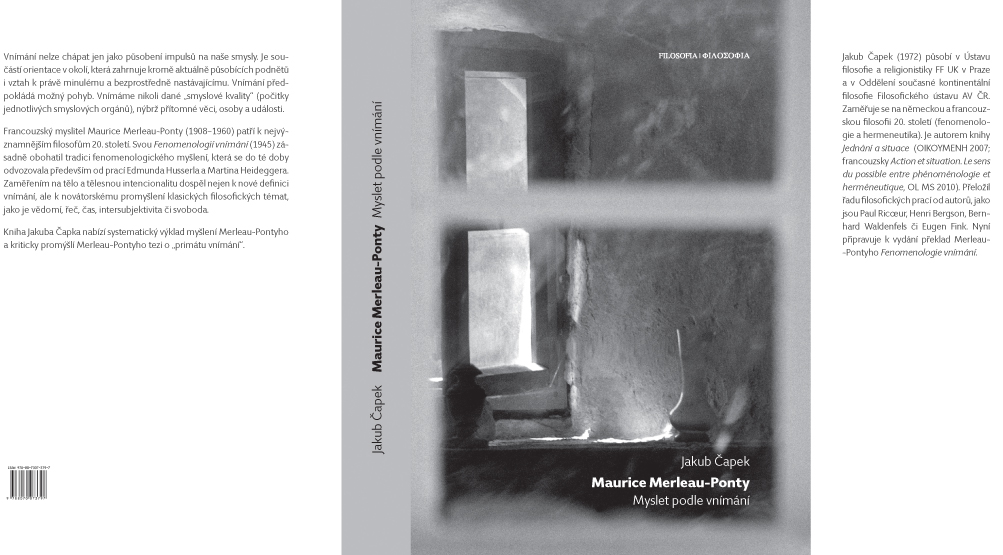 Vnímání nelze chápat jen jako působení impulsů na naše smysly. Je sou-
částí orientace v okolí, která zahrnuje kromě aktuálně působících podnětů
i vztah k právě minulému a bezprostředně nastávajícímu. Vnímání před-
pokládá možný pohyb. Vnímáme nikoli dané „smyslové kvality“ (počitky
jednotlivých smyslových orgánů), nýbrž přítomné věci, osoby a události.
Francouzský myslitel Maurice Merleau-Ponty (1908–1960) patří k nejvý-
znamnějším filosofům 20. století. Svou Fenomenologií vnímání (1945) zá-
sadně obohatil tradici fenomenologického myšlení, která se do té doby
odvozovala především od prací Edmunda Husserla a Martina Heideggera.
Zaměřením na tělo a tělesnou intencionalitu dospěl nejen k nové definici
vnímání, ale k novátorskému promyšlení klasických filosofických témat,
jako je vědomí, řeč, čas, intersubjektivita či svoboda.
Kniha Jakuba Čapka nabízí systematický výklad myšlení Merleau-Pontyho
a kriticky promýšlí Merleau-Pontyho tezi o „primátu vnímání“.
Jakub Čapek Maurice Merleau-Ponty Myslet podle vnímání
FILOSOFIA | ΦΙΛΟΣΟΦΙΑ
Jakub Čapek
Maurice Merleau-Ponty
Myslet podle vnímání
Jakub Čapek (1972) působí v Ústavu
filosofie a religionistiky FF UK v Praze
a v Oddělení současné kontinentální
filosofie Filosofického ústavu AV ČR.
Zaměřuje se na německou a francouz-
skou filosofii 20. století (fenomenolo-
gie a hermeneutika). Je autorem knihy
Jednání a situace (OIKOYMENH 2007;
francouzsky Action et situation. Le sens
du possible entre phénoménologie et
herméneutique, OLMS 2010). Přeložil
řadu filosofických prací od autorů, jako
jsou Paul Ricœur, Henri Bergson, Bern-
hard Waldenfels či Eugen Fink. Nyní
připravuje k vydání překlad Merleau-
-Pontyho Fenomenologie vnímání.